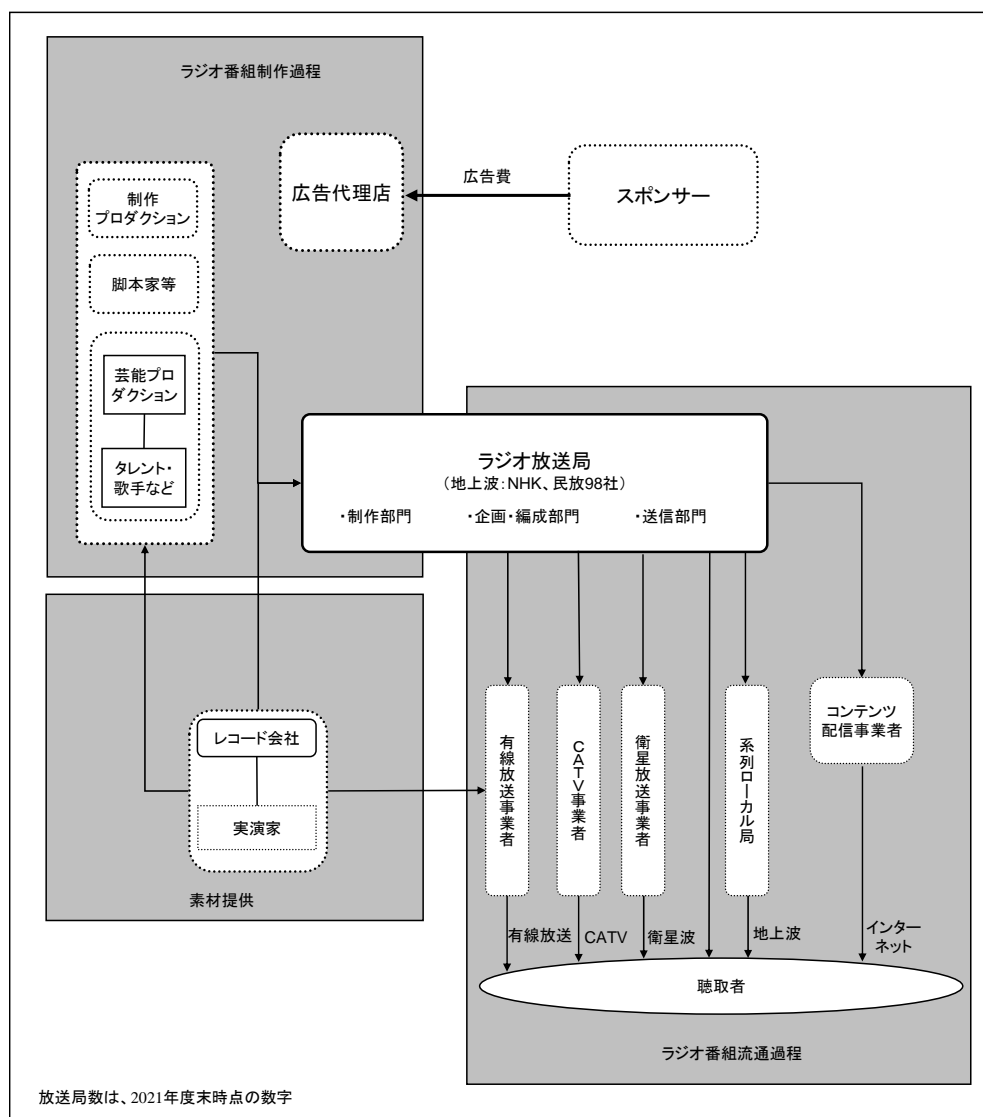 ラジオ番組制作過程
広告代理店
広告費
スポンサー
制作
プロダクション
脚本家等
芸能プロ
ダクション
タレント・
歌手など
ラジオ放送局
（地上波：NHK、民放98社）
・制作部門 ・企画・編成部門 ・送信部門
レコード会社
実演家
素材提供
有線放送事業者
CATV事業者
衛星放送事業者
系列ローカル局
コンテンツ
配信事業者
有線放送
CATV
衛星波
地上波
インター
ネット
聴取者
ラジオ番組流通過程
放送局数は、2021年度末時点の数字